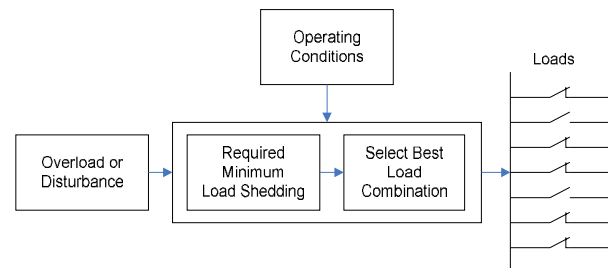 Operating
Conditions
Loads
Overload or
Disturbance
Required
Minimum
Load Shedding
Select Best
Load
Combination